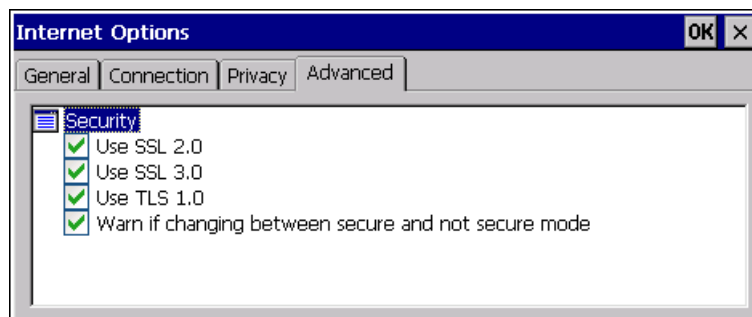 Internet Options OK ×
General Connection Privacy Advanced
Security
Use SSL 2.0
Use SSL 3.0
Use TLS 1.0
Warn if changing between secure and not secure mode